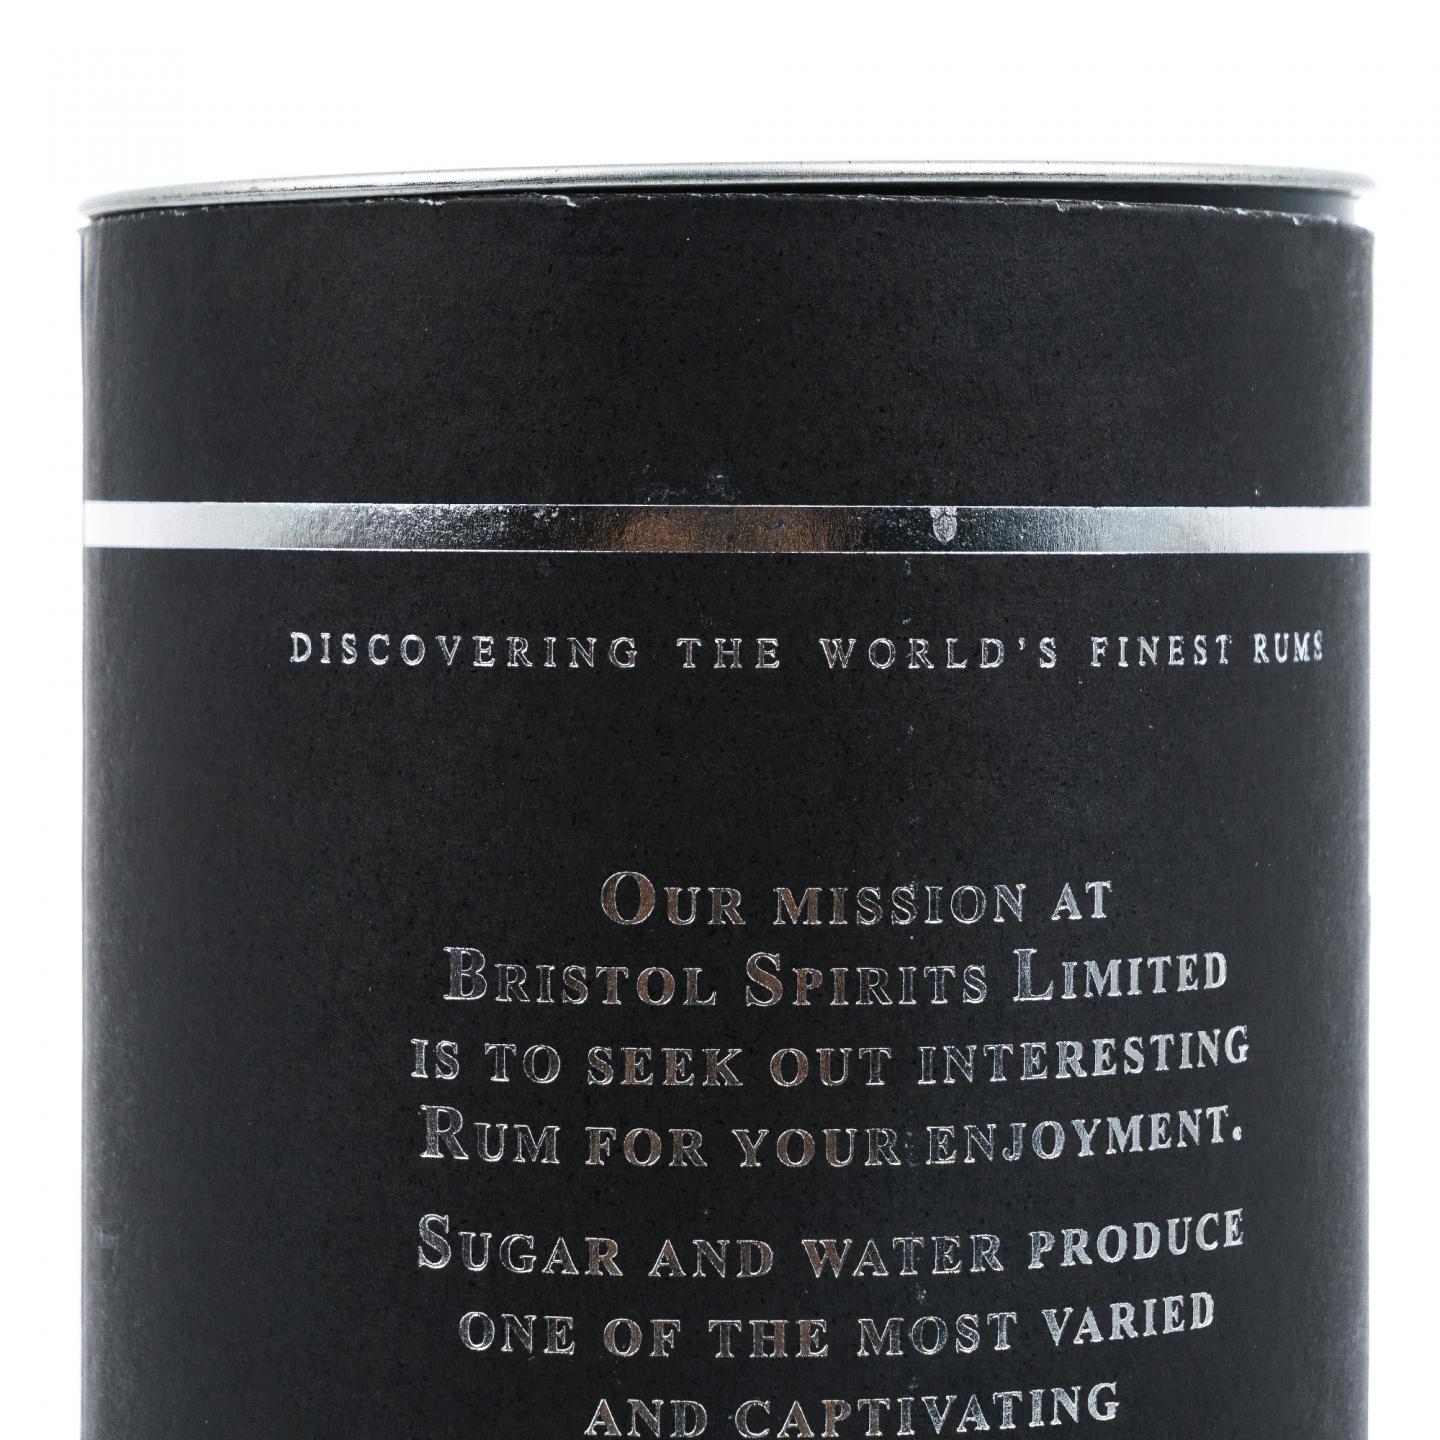 DISCOVERING THE WORLD'S FINEST RUMS
OUR MISSION AT
BRISTOL SPIRITS LIMITED
IS TO SEEK OUT INTERESTING
RUM FOR YOUR ENJOYMENT.
SUGAR AND WATER PRODUCE
ONE OF THE MOST VARIED
AND CAPTIVATING